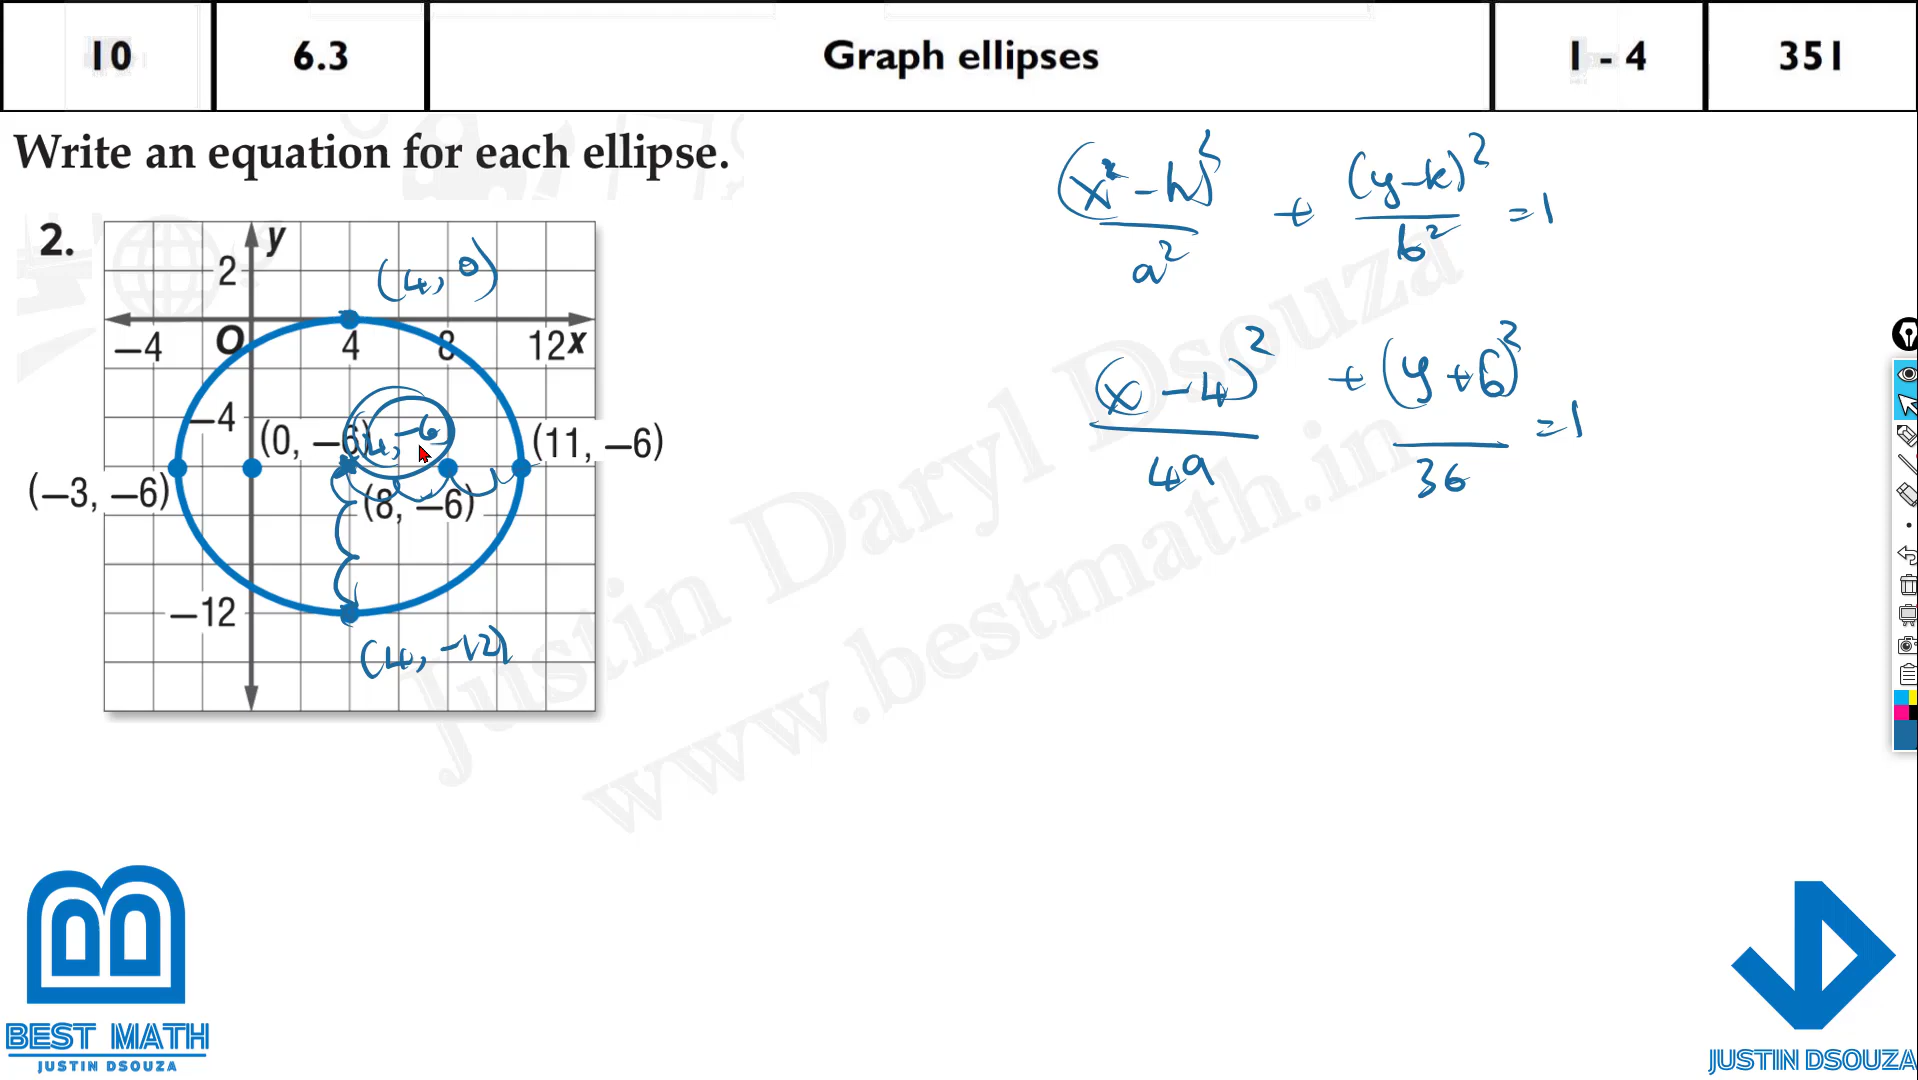 10 6.3 Graph ellipses 1 - 4 351
Write an equation for each ellipse.
2.
y
2
(4, 0)
-4 O 4 8 12 x
-4
(0, -6) (4, -6) (11, -6)
(-3, -6) (8, -6)
-12
(4, -12)
(x² - h)² / a² + (y-k)² / b² = 1
(x - 4)² / 49 + (y + 6)² / 36 = 1
Justin Daryl Dsouza
www.bestmath.in
BEST MATH
JUSTIN DSOUZA
JUSTIN DSOUZA